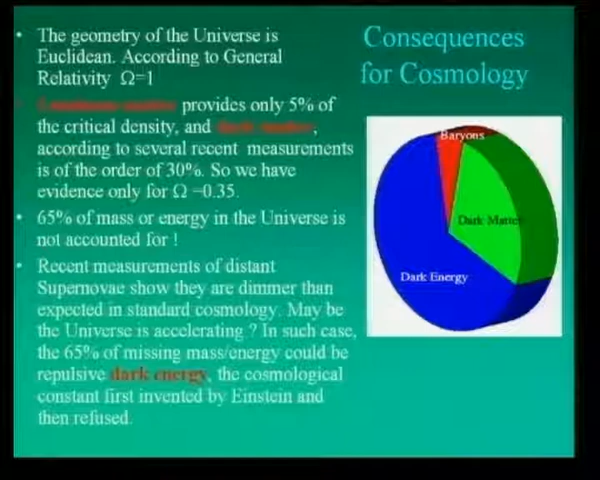 Consequences
for Cosmology
• The geometry of the Universe is
Euclidean. According to General
Relativity Ω=1
• provides only 5% of
the critical density, and dark matter,
according to several recent measurements
is of the order of 30%. So we have
evidence only for Ω =0.35.
• 65% of mass or energy in the Universe is
not accounted for !
• Recent measurements of distant
Supernovae show they are dimmer than
expected in standard cosmology. May be
the Universe is accelerating ? In such case,
the 65% of missing mass/energy could be
repulsive dark energy, the cosmological
constant first invented by Einstein and
then refused.
Baryons
Dark Matter
Dark Energy